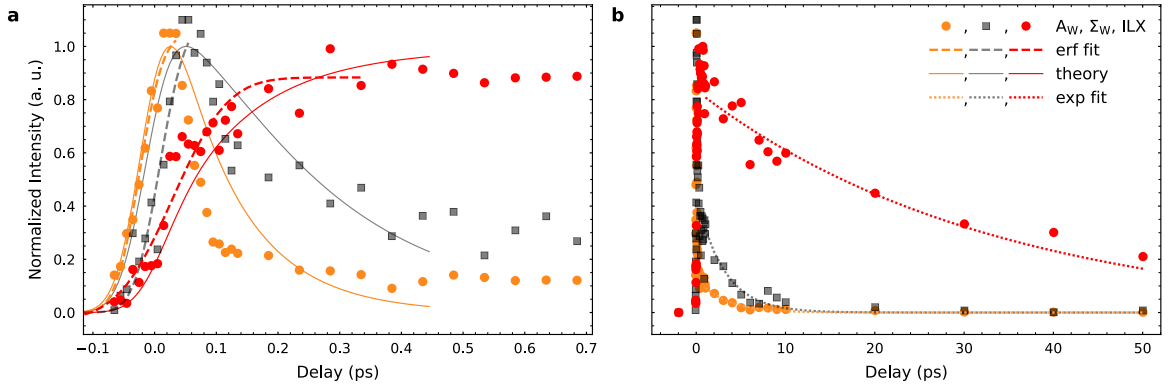 a
Normalized Intensity (a. u.)
1.0
0.8
0.6
0.4
0.2
0.0
−0.1 0.0 0.1 0.2 0.3 0.4 0.5 0.6 0.7
Delay (ps)
b
, , A_W, Σ_W, ILX
, , erf fit
, , theory
, , exp fit
0 10 20 30 40 50
Delay (ps)